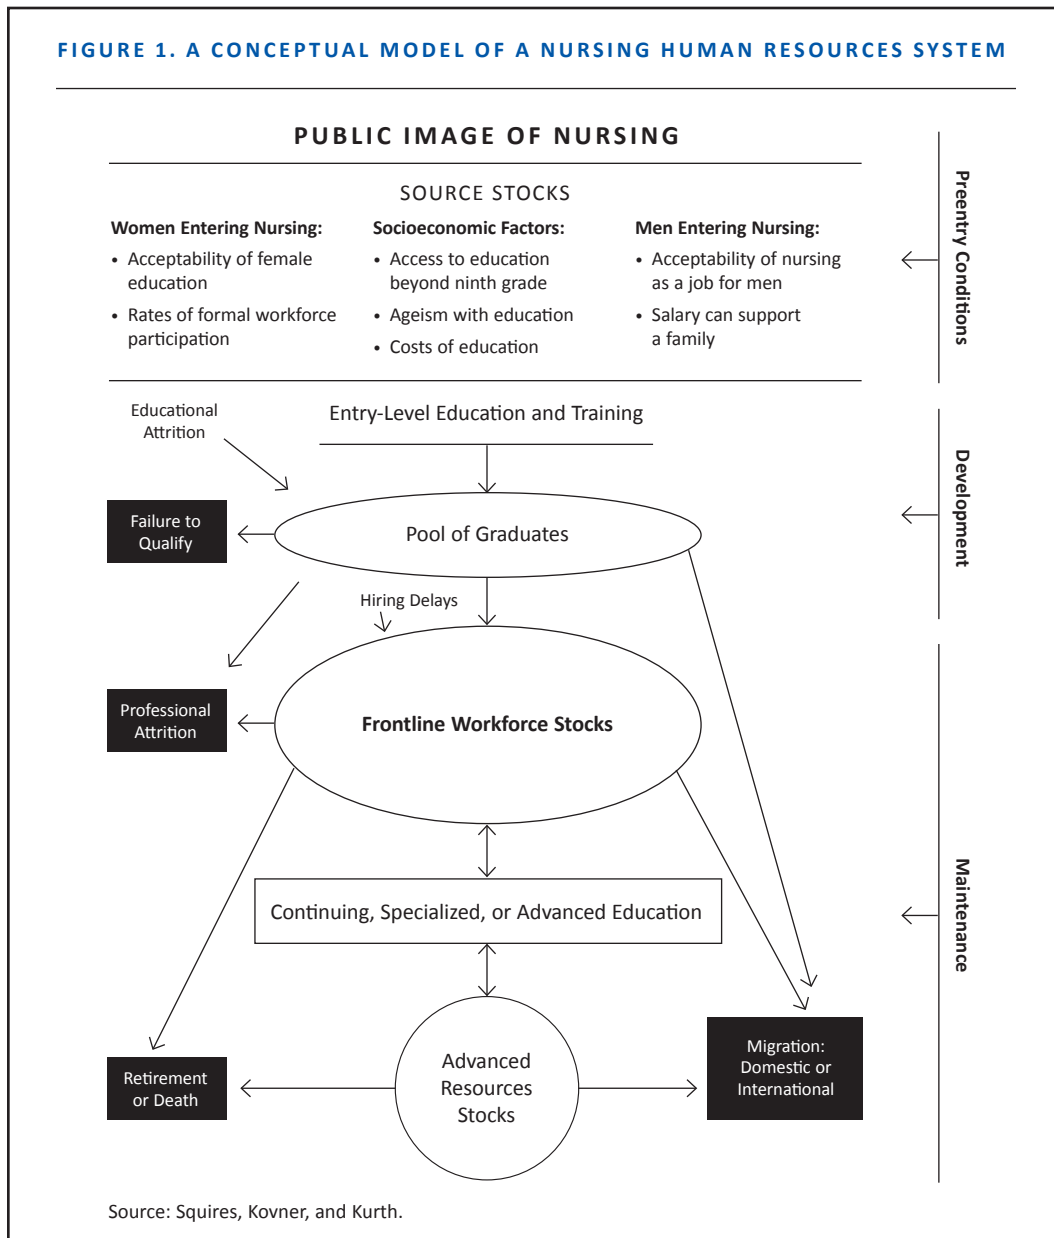 FIGURE 1. A CONCEPTUAL MODEL OF A NURSING HUMAN RESOURCES SYSTEM
PUBLIC IMAGE OF NURSING
SOURCE STOCKS
Women Entering Nursing:
• Acceptability of female
education
• Rates of formal workforce
participation
Socioeconomic Factors:
• Access to education
beyond ninth grade
• Ageism with education
• Costs of education
Men Entering Nursing:
• Acceptability of nursing
as a job for men
• Salary can support
a family
Preentry Conditions
Educational
Attrition
Entry-Level Education and Training
Development
Failure to
Qualify
Pool of Graduates
Hiring Delays
Professional
Attrition
Frontline Workforce Stocks
Maintenance
Continuing, Specialized, or Advanced Education
Retirement
or Death
Advanced
Resources
Stocks
Migration:
Domestic or
International
Source: Squires, Kovner, and Kurth.